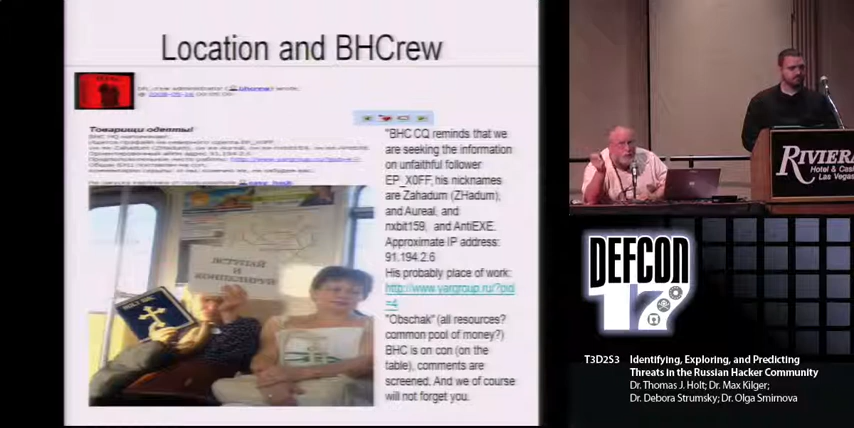 Location and BHCrew
Товарищи одепты!
ВСТУПАЙ
И
КОМПЕЛИРУЙ
HOLY BIBLE
"BHC CQ reminds that we
are seeking the information
on unfaithful follower
EP_X0FF, his nicknames
are Zahadum (ZHadum),
and Aureal, and
nxbit159, and AntiEXE.
Approximate IP address:
91.194.2.6
His probably place of work:
http://www.yargroup.ru/?pid
=4
"Obschak" (all resources?
common pool of money?)
BHC is on con (on the
table), comments are
screened. And we of course
will not forget you.
RIVIERA
Hotel & Casino
Las Vegas
DEFCON
17
T3D2S3 Identifying, Exploring, and Predicting
Threats in the Russian Hacker Community
Dr. Thomas J. Holt; Dr. Max Kilger;
Dr. Debora Strumsky; Dr. Olga Smirnova